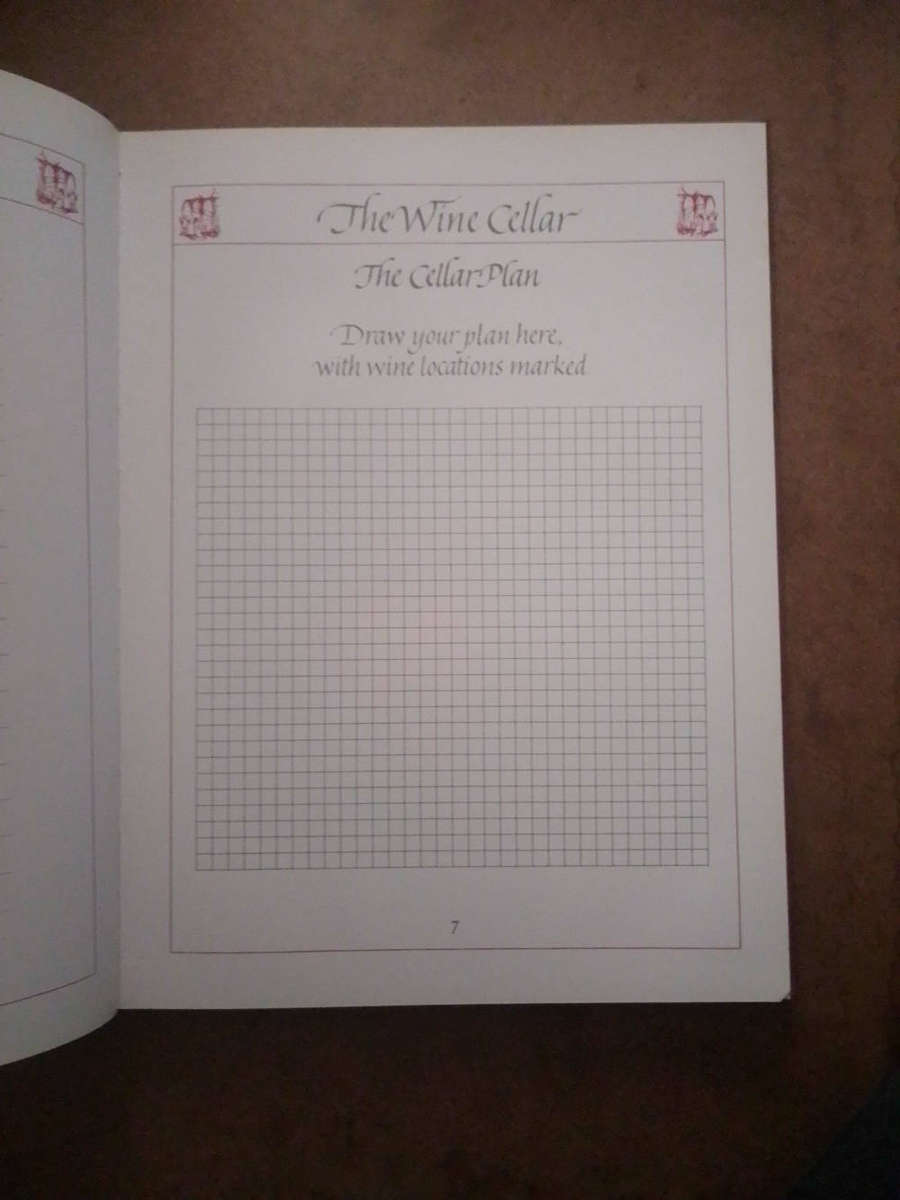 The Wine Cellar
The Cellar Plan
Draw your plan here,
with wine locations marked.
7